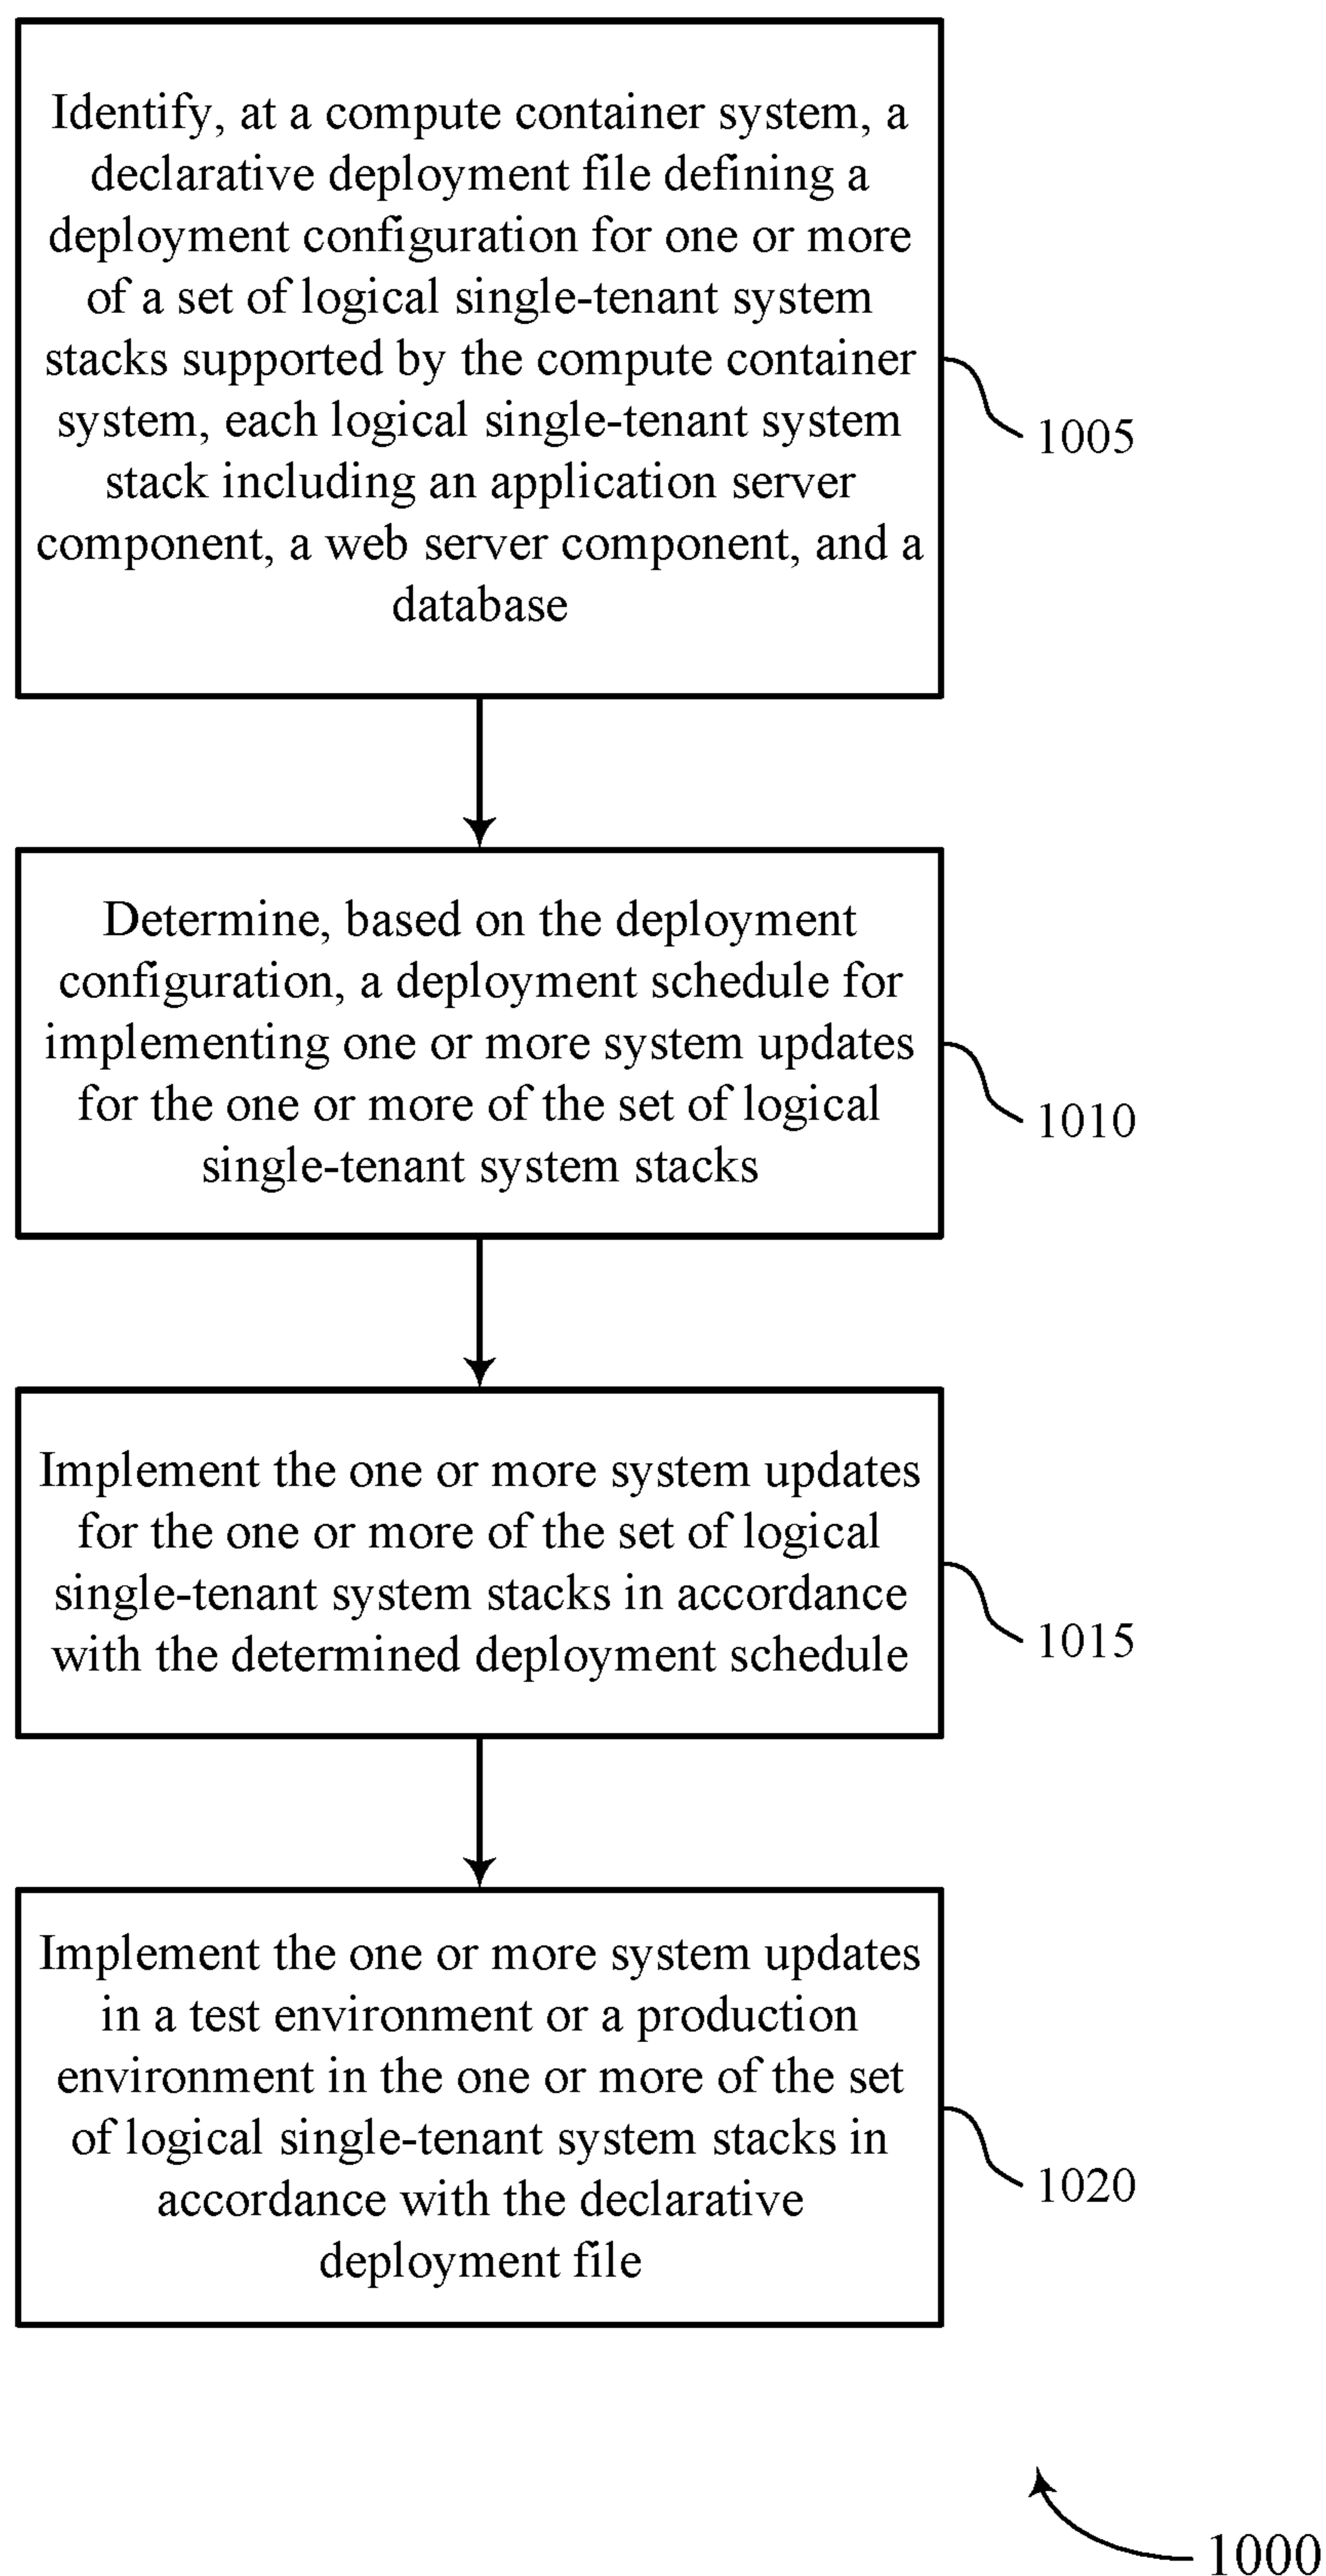 Identify, at a compute container system, a
declarative deployment file defining a
deployment configuration for one or more
of a set of logical single-tenant system
stacks supported by the compute container
system, each logical single-tenant system
stack including an application server
component, a web server component, and a
database
1005
Determine, based on the deployment
configuration, a deployment schedule for
implementing one or more system updates
for the one or more of the set of logical
single-tenant system stacks
1010
Implement the one or more system updates
for the one or more of the set of logical
single-tenant system stacks in accordance
with the determined deployment schedule
1015
Implement the one or more system updates
in a test environment or a production
environment in the one or more of the set
of logical single-tenant system stacks in
accordance with the declarative
deployment file
1020
1000